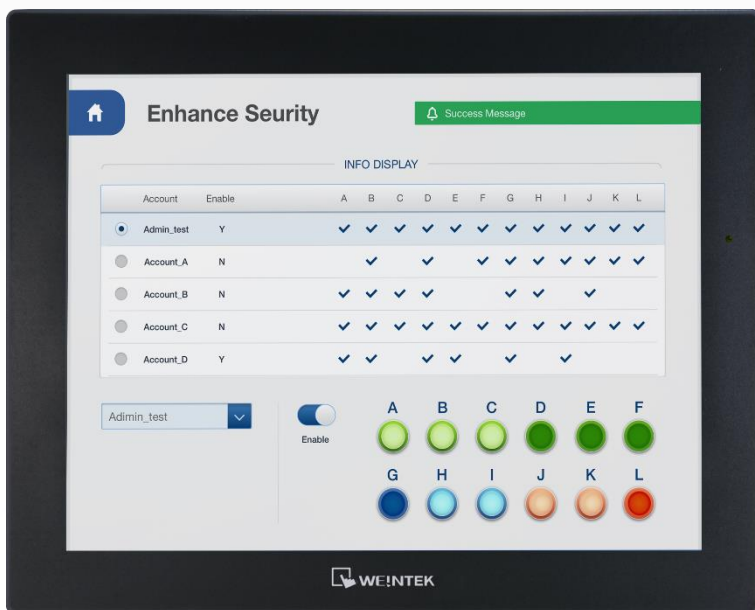 Enhance Seurity
Success Message
INFO DISPLAY
Account Enable A B C D E F G H I J K L
Admin_test Y
Account_A N
Account_B N
Account_C N
Account_D Y
Adimin_test
Enable
A B C D E F
G H I J K L
WEINTEK